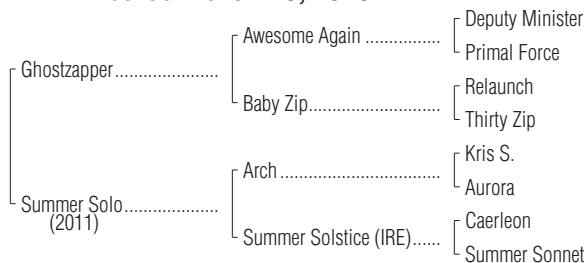 Deputy Minister
Awesome Again
Primal Force
Ghostzapper
Relaunch
Baby Zip
Thirty Zip
Kris S.
Arch
Aurora
Summer Solo
(2011)
Caerleon
Summer Solstice (IRE)
Summer Sonnet